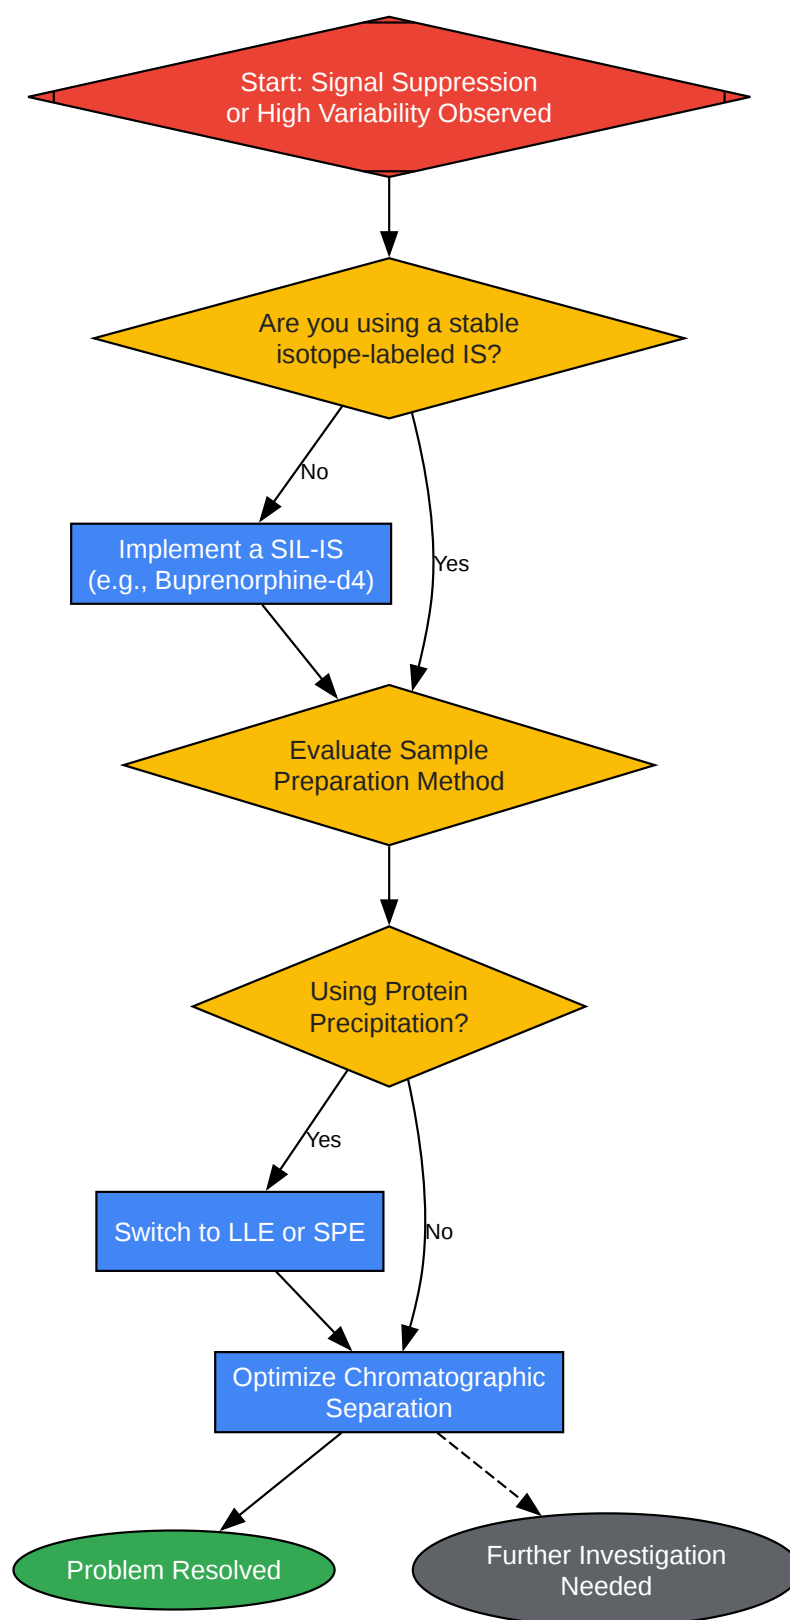 Start: Signal Suppression
or High Variability Observed
Are you using a stable
isotope-labeled IS?
No
Implement a SIL-IS
(e.g., Buprenorphine-d4)
Yes
Evaluate Sample
Preparation Method
Using Protein
Precipitation?
Yes
Switch to LLE or SPE
No
Optimize Chromatographic
Separation
Problem Resolved
Further Investigation
Needed